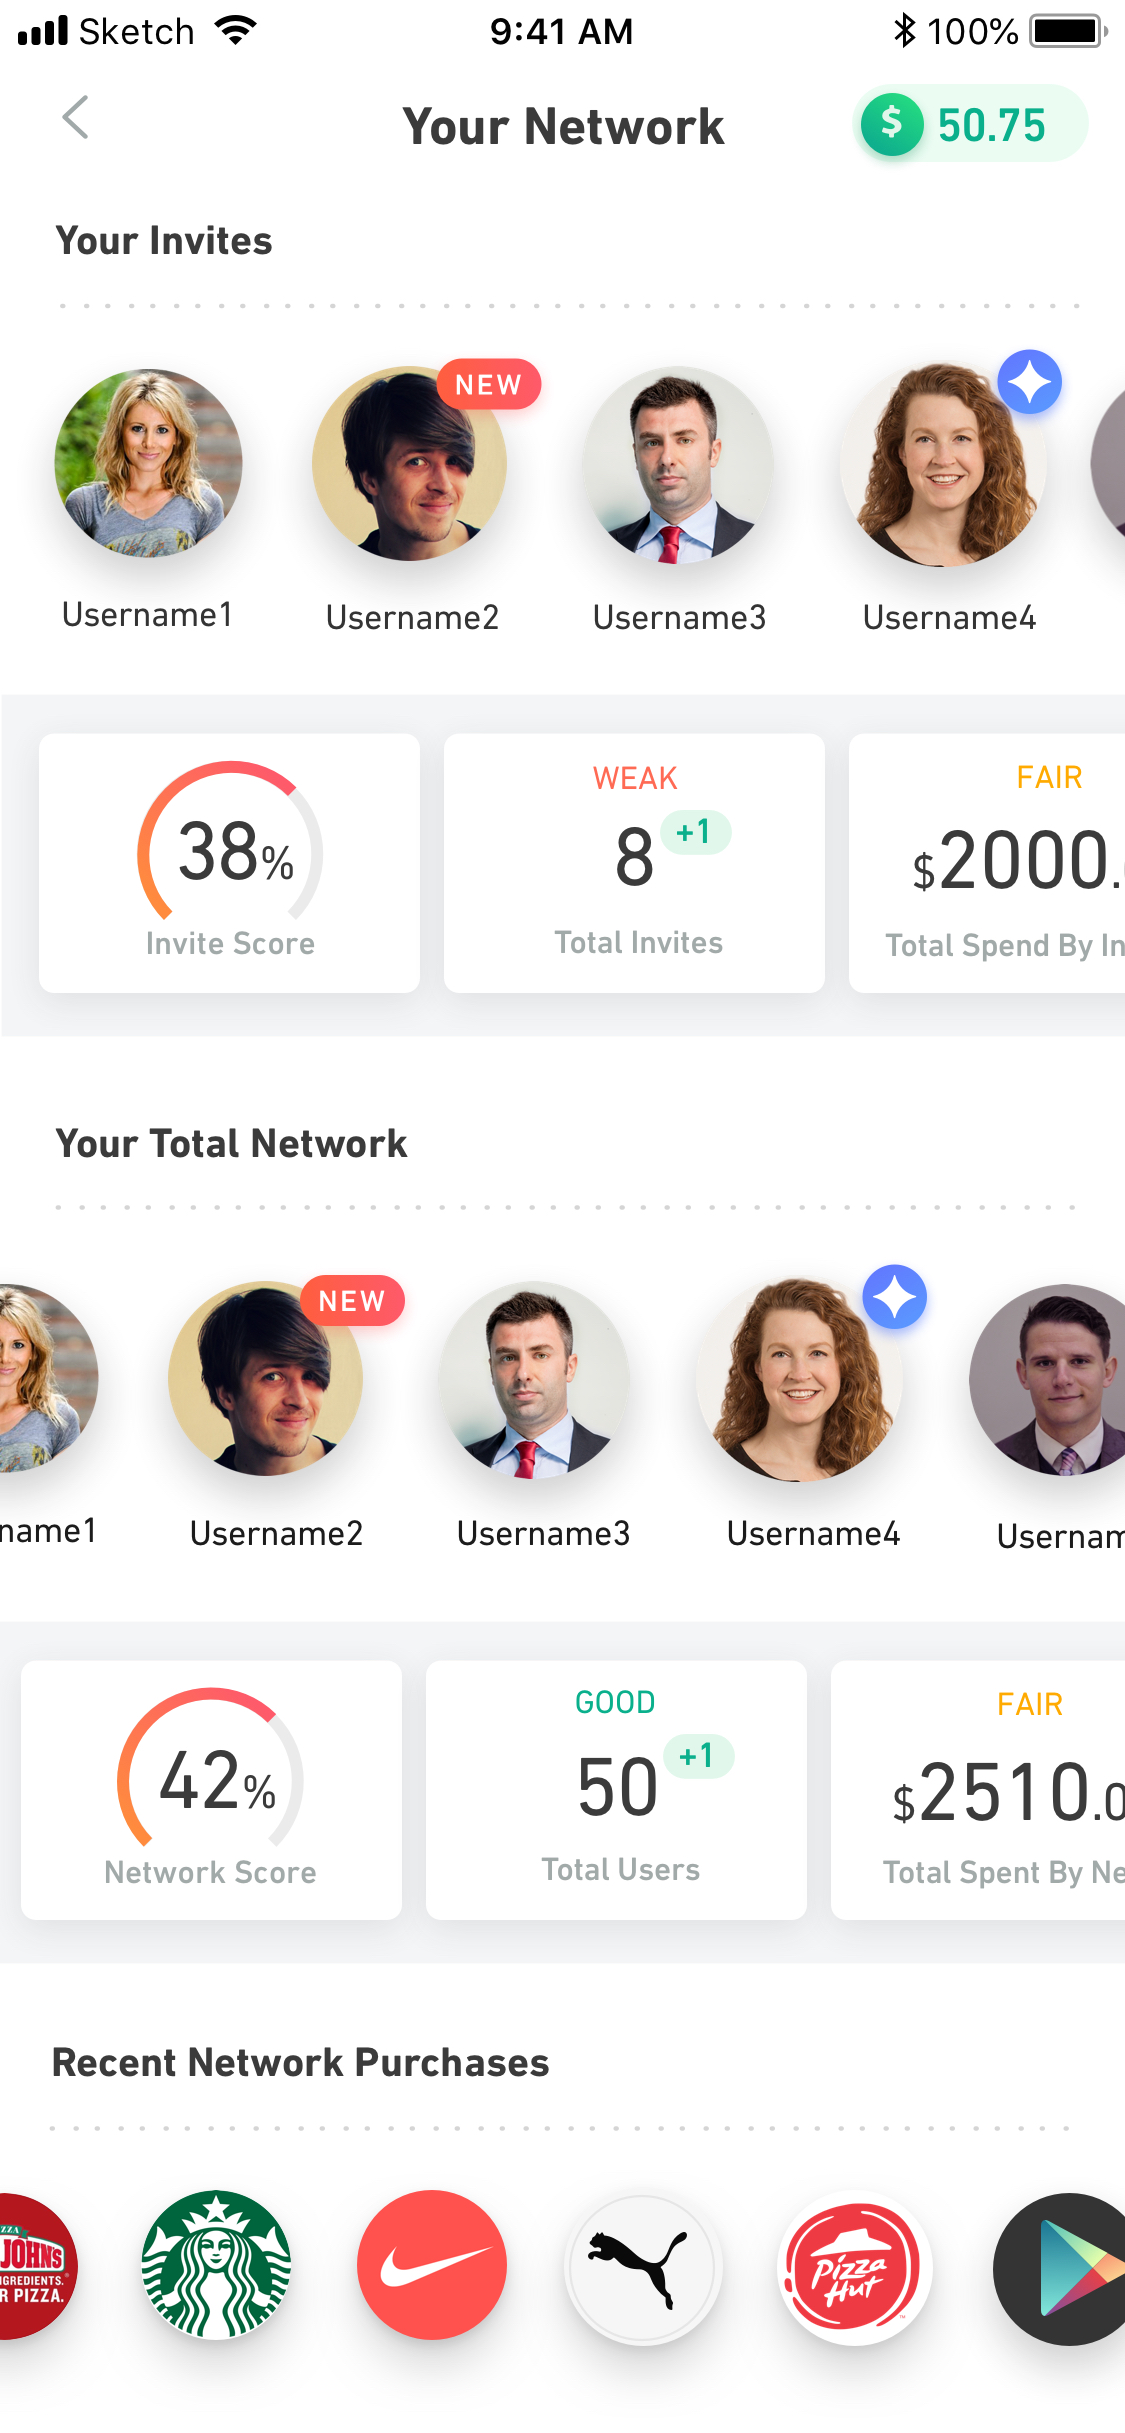 Sketch 9:41 AM 100%
Your Network $ 50.75
Your Invites
NEW
Username1 Username2 Username3 Username4
38% WEAK 8 +1 FAIR $2000.
Invite Score Total Invites Total Spend By In
Your Total Network
NEW
name1 Username2 Username3 Username4 Usernam
42% GOOD 50 +1 FAIR $2510.0
Network Score Total Users Total Spent By Ne
Recent Network Purchases
ZZA
JOHNS
NGREDIENTS.
R PIZZA.
Pizza
Hut